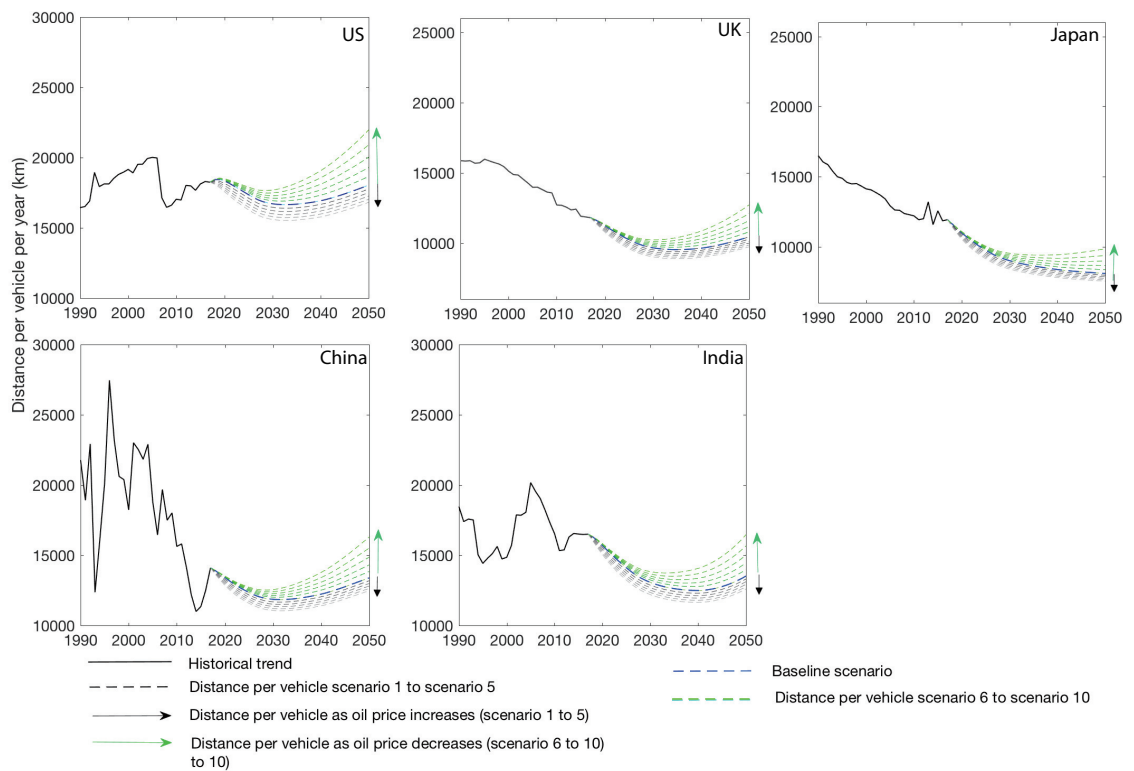 30000
25000
20000
15000
10000
1990 2000 2010 2020 2030 2040 2050
US
25000
20000
15000
10000
1990 2000 2010 2020 2030 2040 2050
UK
25000
20000
15000
10000
1990 2000 2010 2020 2030 2040 2050
Japan
Distance per vehicle per year (km)
30000
25000
20000
15000
10000
1990 2000 2010 2020 2030 2040 2050
China
30000
25000
20000
15000
10000
1990 2000 2010 2020 2030 2040 2050
India
Historical trend
Distance per vehicle scenario 1 to scenario 5
Distance per vehicle as oil price increases (scenario 1 to 5)
Distance per vehicle as oil price decreases (scenario 6 to 10)
to 10)
Baseline scenario
Distance per vehicle scenario 6 to scenario 10